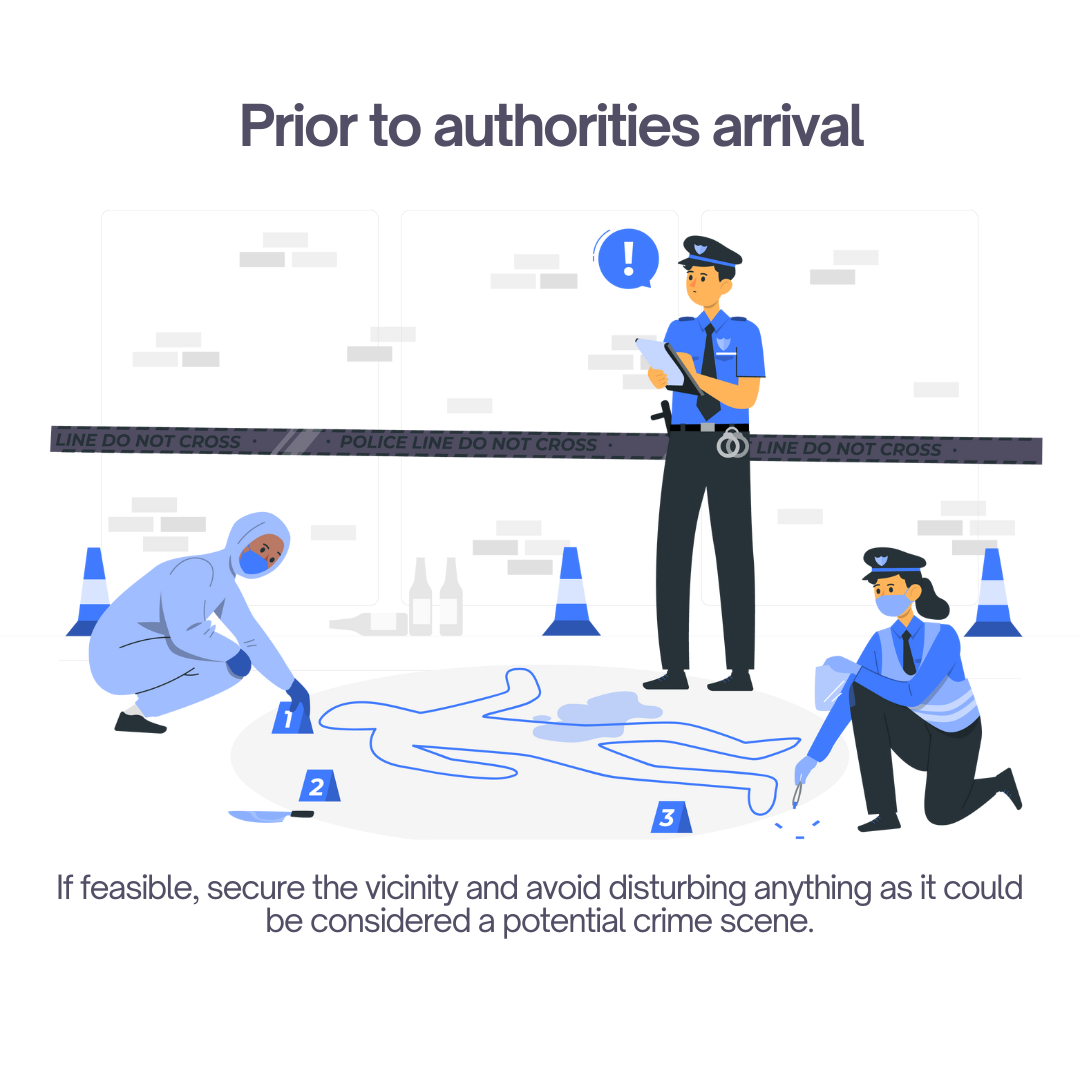 Prior to authorities arrival
LINE DO NOT CROSS · POLICE LINE DO NOT CROSS · LINE DO NOT CROSS ·
1
2
3
If feasible, secure the vicinity and avoid disturbing anything as it could
be considered a potential crime scene.